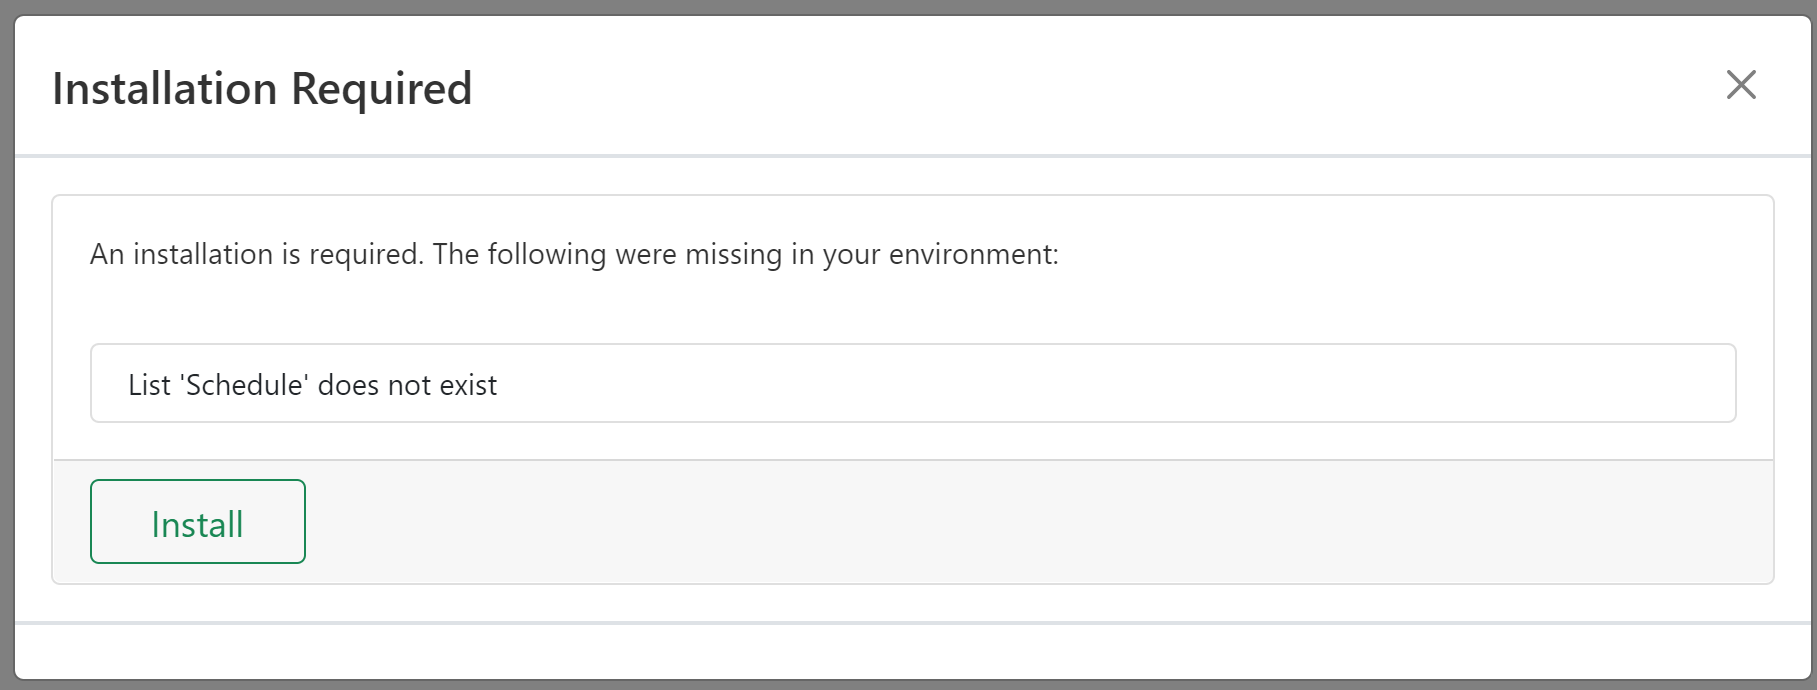 Installation Required
An installation is required. The following were missing in your environment:
List 'Schedule' does not exist
Install